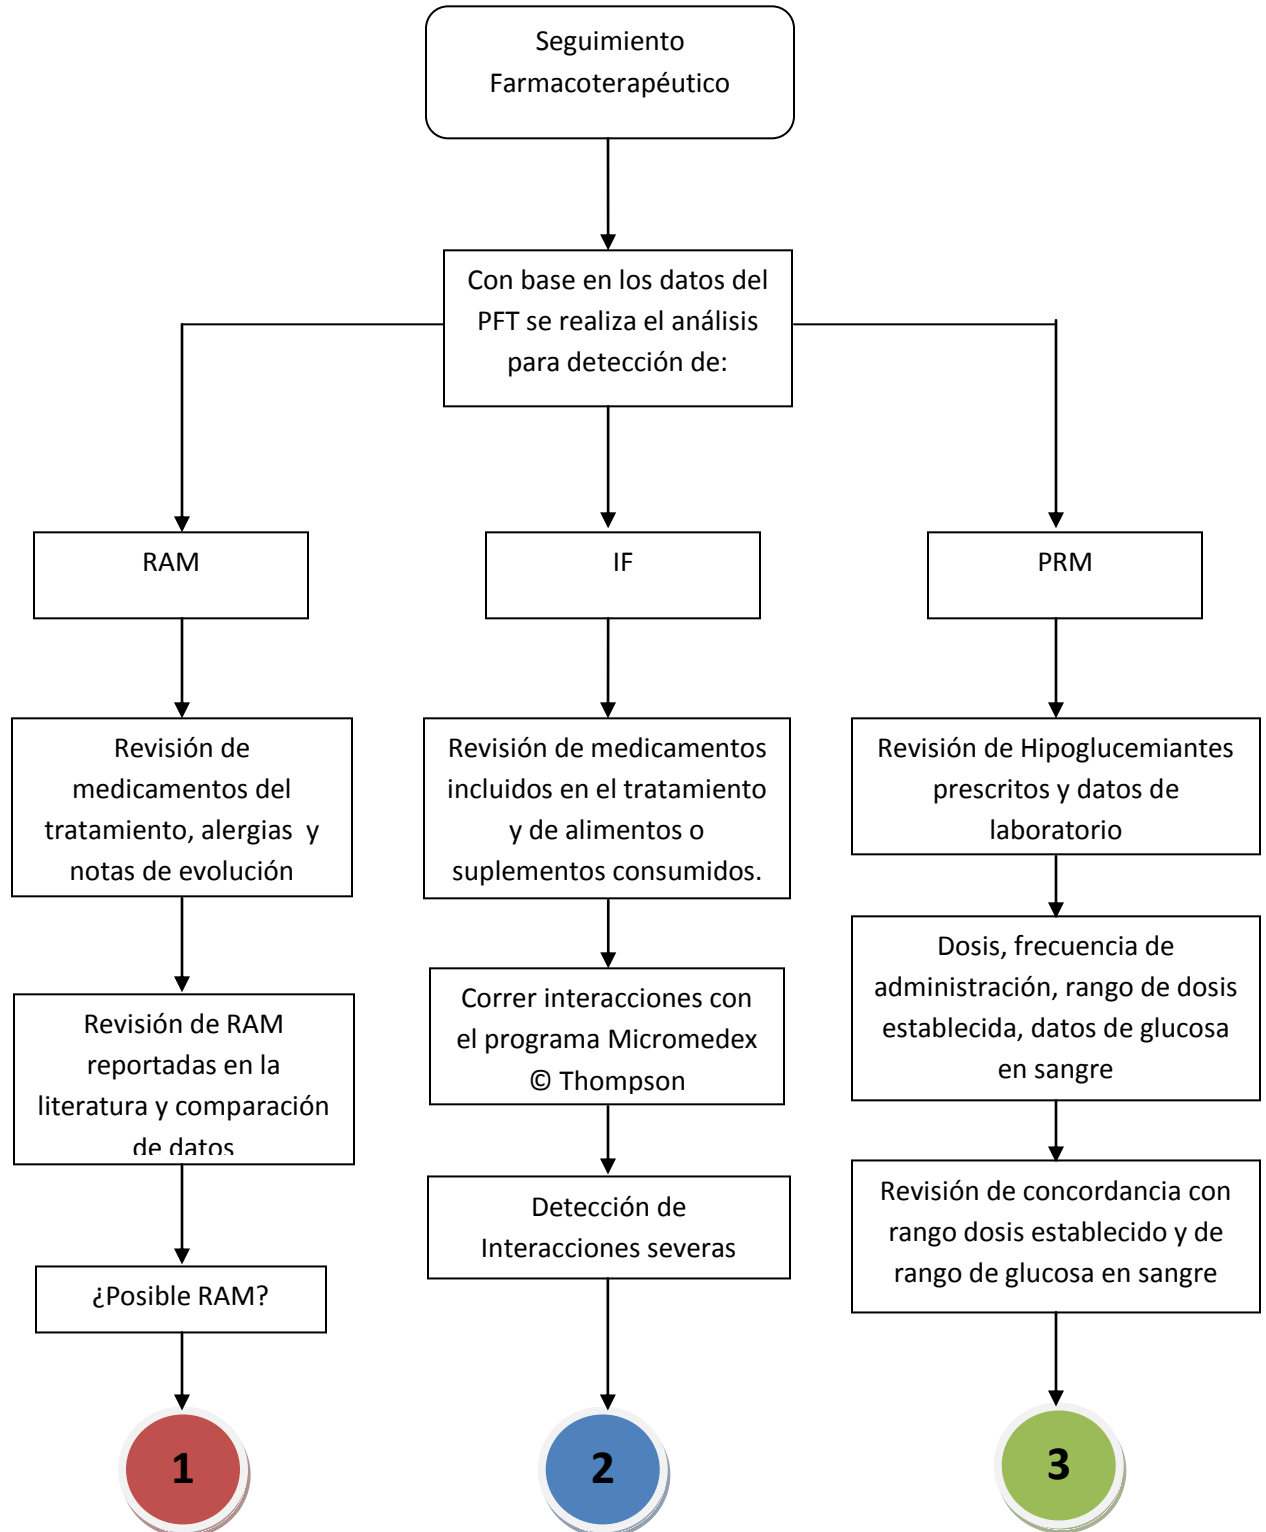 Seguimiento
Farmacoterapéutico
Con base en los datos del
PFT se realiza el análisis
para detección de:
RAM
IF
PRM
Revisión de
medicamentos del
tratamiento, alergias y
notas de evolución
Revisión de medicamentos
incluidos en el tratamiento
y de alimentos o
suplementos consumidos.
Revisión de Hipoglucemiantes
prescritos y datos de
laboratorio
Revisión de RAM
reportadas en la
literatura y comparación
de datos
Correr interacciones con
el programa Micromedex
© Thompson
Dosis, frecuencia de
administración, rango de dosis
establecida, datos de glucosa
en sangre
¿Posible RAM?
Detección de
Interacciones severas
Revisión de concordancia con
rango dosis establecido y de
rango de glucosa en sangre
1
2
3